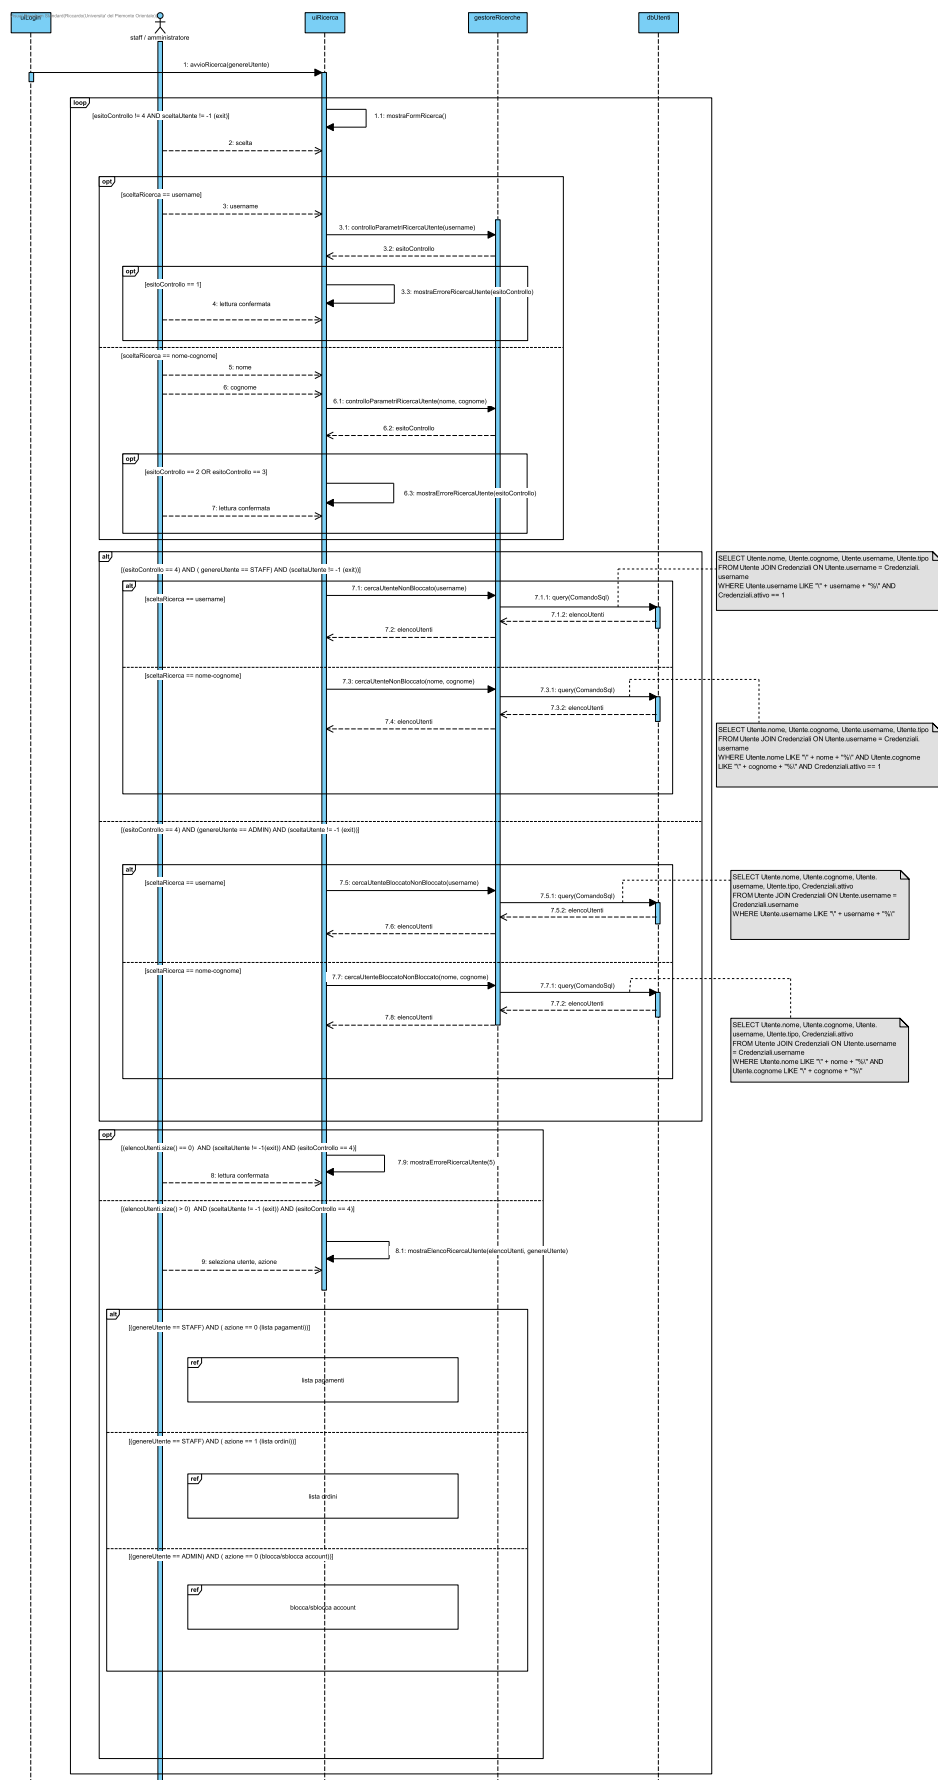 uiLogin
uiRicerca
gestoreRicerche
dbUtenti
staff / amministratore
1: avvioRicerca(genereUtente)
loop
[esitoControllo != 4 AND sceltaUtente != -1 (exit)]
1.1: mostraFormRicerca()
2: scelta
opt
[sceltaRicerca == username]
3: username
3.1: controlloParametriRicercaUtente(username)
3.2: esitoControllo
opt
[esitoControllo == 1]
3.3: mostraErroreRicercaUtente(esitoControllo)
4: lettura confermata
[sceltaRicerca == nome-cognome]
5: nome
6: cognome
6.1: controlloParametriRicercaUtente(nome, cognome)
6.2: esitoControllo
opt
[esitoControllo == 2 OR esitoControllo == 3]
6.3: mostraErroreRicercaUtente(esitoControllo)
7: lettura confermata
alt
[(esitoControllo == 4) AND ( genereUtente == STAFF) AND (sceltaUtente != -1 (exit))]
SELECT Utente.nome, Utente.cognome, Utente.username, Utente.tipo
FROM Utente JOIN Credenziali ON Utente.username = Credenziali.
username
WHERE Utente.username LIKE "\" + username + "%\" AND
Credenziali.attivo == 1
alt
[sceltaRicerca == username]
7.1: cercaUtenteNonBloccato(username)
7.1.1: query(ComandoSql)
7.1.2: elencoUtenti
7.2: elencoUtenti
[sceltaRicerca == nome-cognome]
7.3: cercaUtenteNonBloccato(nome, cognome)
7.3.1: query(ComandoSql)
7.3.2: elencoUtenti
7.4: elencoUtenti
SELECT Utente.nome, Utente.cognome, Utente.username, Utente.tipo
FROM Utente JOIN Credenziali ON Utente.username = Credenziali.
username
WHERE Utente.nome LIKE "\" + nome + "%\" AND Utente.cognome
LIKE "\" + cognome + "%\" AND Credenziali.attivo == 1
[(esitoControllo == 4) AND (genereUtente == ADMIN) AND (sceltaUtente != -1 (exit))]
alt
[sceltaRicerca == username]
7.5: cercaUtenteBloccatoNonBloccato(username)
7.5.1: query(ComandoSql)
7.5.2: elencoUtenti
7.6: elencoUtenti
SELECT Utente.nome, Utente.cognome, Utente.
username, Utente.tipo, Credenziali.attivo
FROM Utente JOIN Credenziali ON Utente.username =
Credenziali.username
WHERE Utente.username LIKE "\" + username + "%\"
[sceltaRicerca == nome-cognome]
7.7: cercaUtenteBloccatoNonBloccato(nome, cognome)
7.7.1: query(ComandoSql)
7.7.2: elencoUtenti
7.8: elencoUtenti
SELECT Utente.nome, Utente.cognome, Utente.
username, Utente.tipo, Credenziali.attivo
FROM Utente JOIN Credenziali ON Utente.username
= Credenziali.username
WHERE Utente.nome LIKE "\" + nome + "%\" AND
Utente.cognome LIKE "\" + cognome + "%\"
opt
[(elencoUtenti.size() == 0) AND (sceltaUtente != -1(exit)) AND (esitoControllo == 4)]
7.9: mostraErroreRicercaUtente(5)
8: lettura confermata
[(elencoUtenti.size() > 0) AND (sceltaUtente != -1 (exit)) AND (esitoControllo == 4)]
8.1: mostraElencoRicercaUtente(elencoUtenti, genereUtente)
9: seleziona utente, azione
alt
[(genereUtente == STAFF) AND ( azione == 0 (lista pagamenti))]
ref
lista pagamenti
[(genereUtente == STAFF) AND ( azione == 1 (lista ordini))]
ref
lista ordini
[(genereUtente == ADMIN) AND ( azione == 0 (blocca/sblocca account))]
ref
blocca/sblocca account